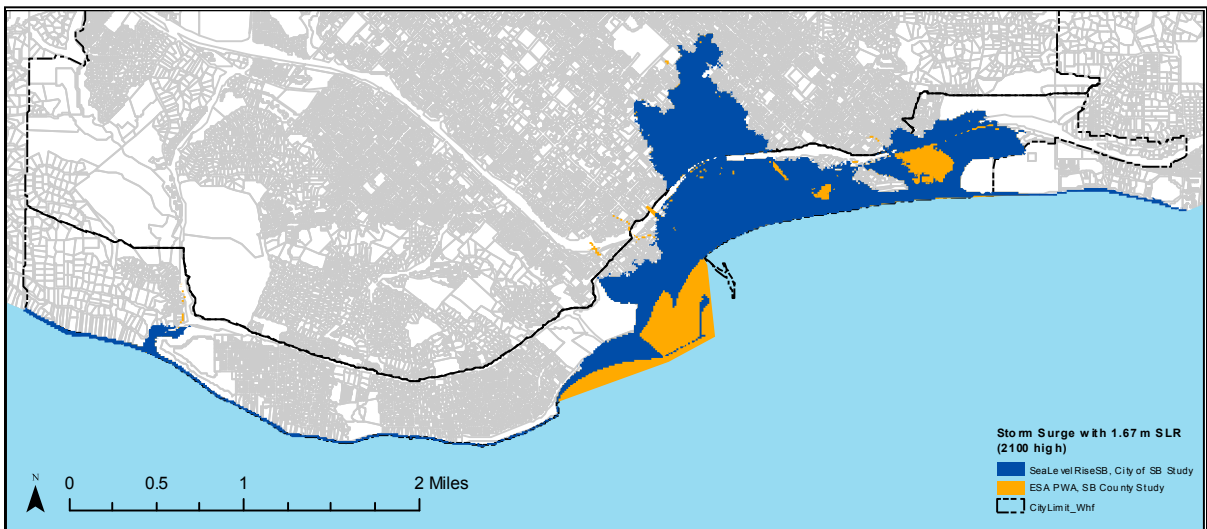 Storm Surge with 1.67 m SLR
(2100 high)
SeaLevelRiseSB, City of SB Study
ESA PWA, SB County Study
CityLimit_Whf
N
0 0.5 1 2 Miles